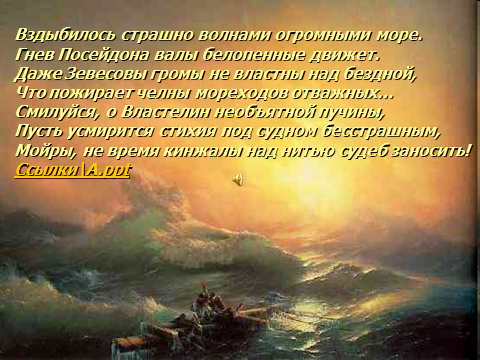 Вздыбилось страшно волнами огромными море.
Гнев Посейдона валы белопенные движет.
Даже Зевесовы громы не властны над бездной,
Что пожирает челны мореходов отважных...
Смилуйся, о Властелин необъятной пучины,
Пусть усмирится стихия под судном бесстрашным,
Мойры, не время кинжалы над нитью судеб заносить!
Ссылки\А.ppt